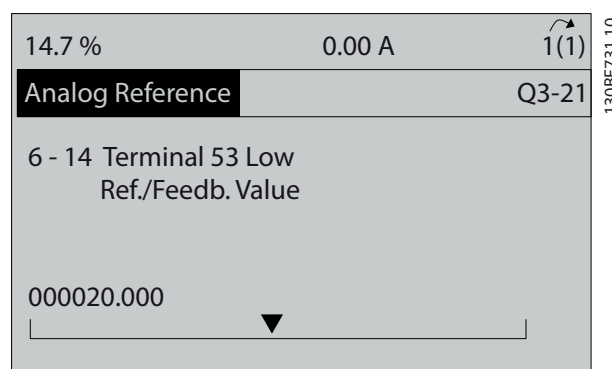 14.7 % 0.00 A 1(1)
Analog Reference Q3-21
6 - 14 Terminal 53 Low
Ref./Feedb. Value
000020.000
130BF731.10